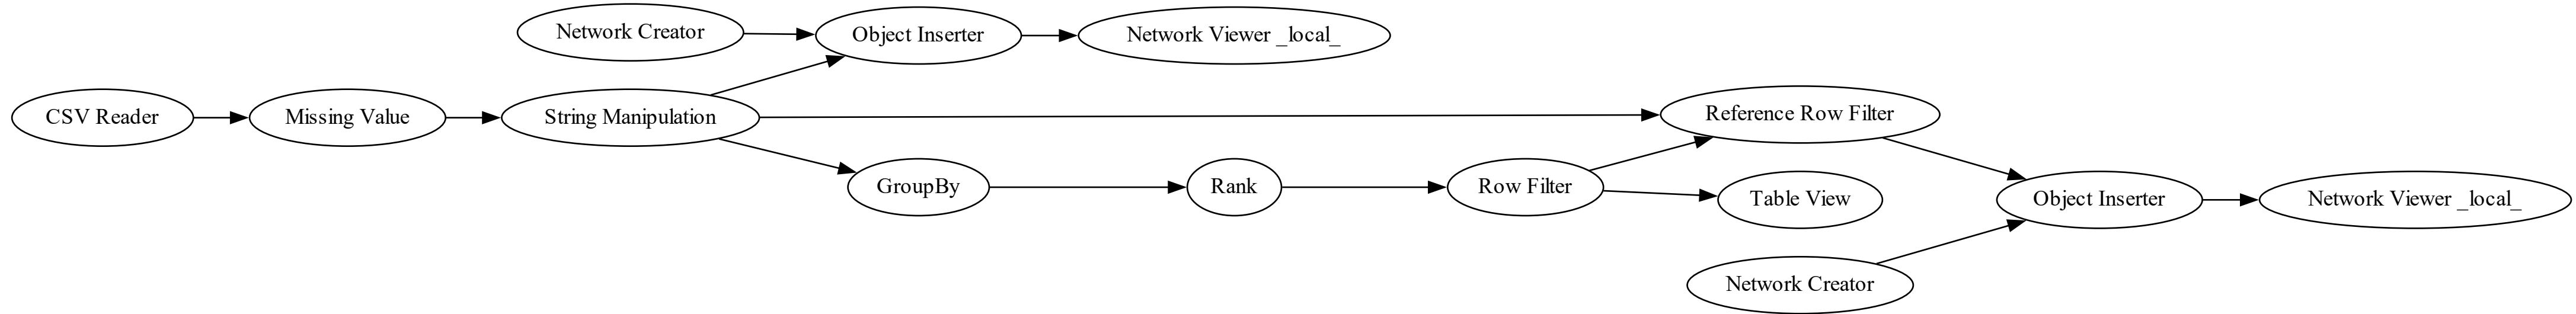 Network Creator
Object Inserter
Network Viewer _local_
CSV Reader
Missing Value
String Manipulation
Reference Row Filter
GroupBy
Rank
Row Filter
Table View
Object Inserter
Network Viewer _local_
Network Creator